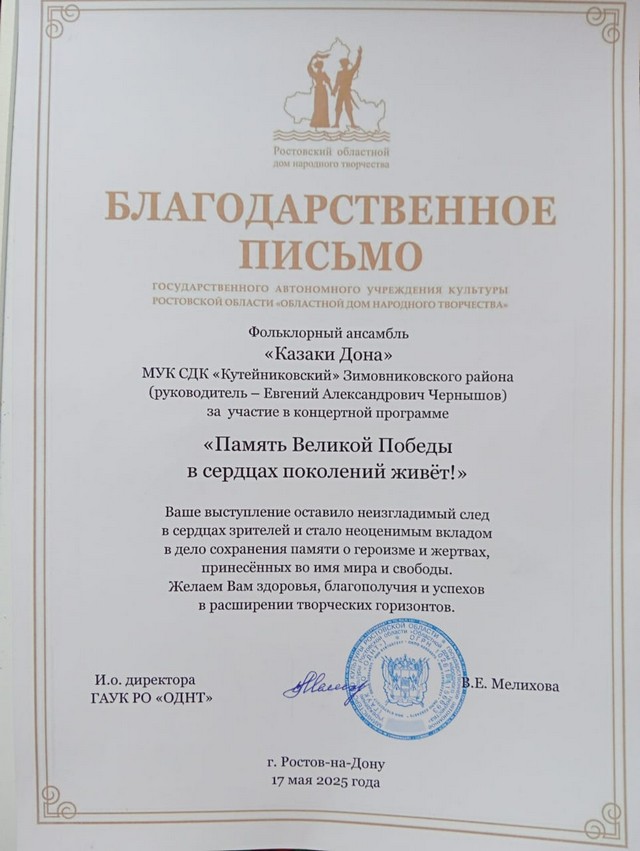 Ростовский областной
дом народного творчества
БЛАГОДАРСТВЕННОЕ
ПИСЬМО
ГОСУДАРСТВЕННОГО АВТОНОМНОГО УЧРЕЖДЕНИЯ КУЛЬТУРЫ
РОСТОВСКОЙ ОБЛАСТИ «ОБЛАСТНОЙ ДОМ НАРОДНОГО ТВОРЧЕСТВА»
Фольклорный ансамбль
«Казаки Дона»
МУК СДК «Кутейниковский» Зимовниковского района
(руководитель – Евгений Александрович Чернышов)
за участие в концертной программе
«Память Великой Победы
в сердцах поколений живёт!»
Ваше выступление оставило неизгладимый след
в сердцах зрителей и стало неоценимым вкладом
в дело сохранения памяти о героизме и жертвах,
принесённых во имя мира и свободы.
Желаем Вам здоровья, благополучия и успехов
в расширении творческих горизонтов.
И.о. директора
ГАУК РО «ОДНТ»
В.Е. Мелихова
г. Ростов-на-Дону
17 мая 2025 года